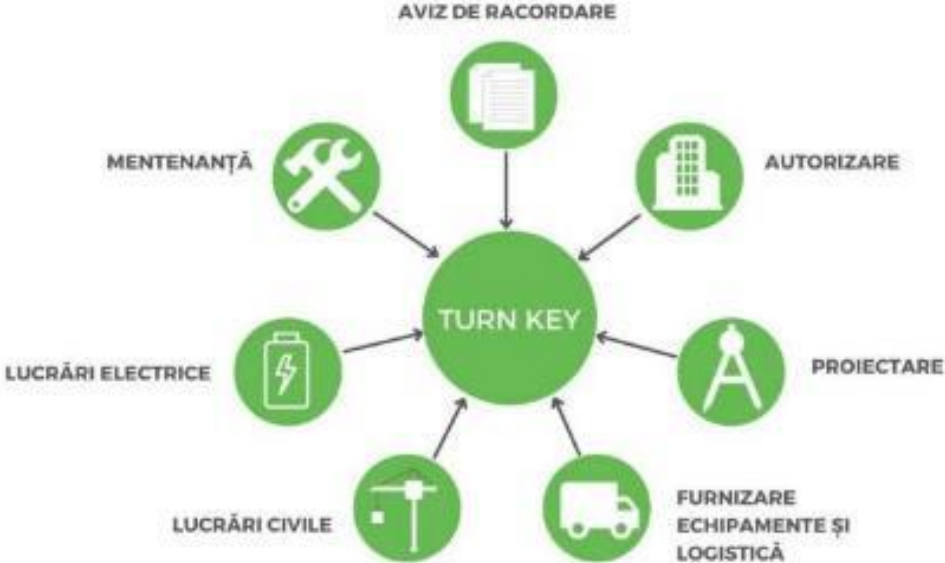 AVIZ DE RACORDARE
MENTENANȚĂ
AUTORIZARE
TURN KEY
LUCRĂRI ELECTRICE
PROIECTARE
LUCRĂRI CIVILE
FURNIZARE
ECHIPAMENTE ȘI
LOGISTICĂ